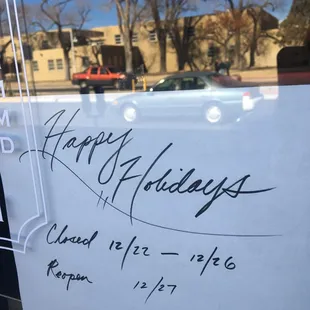 Happy
Holidays
Closed 12/22 — 12/26
Reopen 12/27